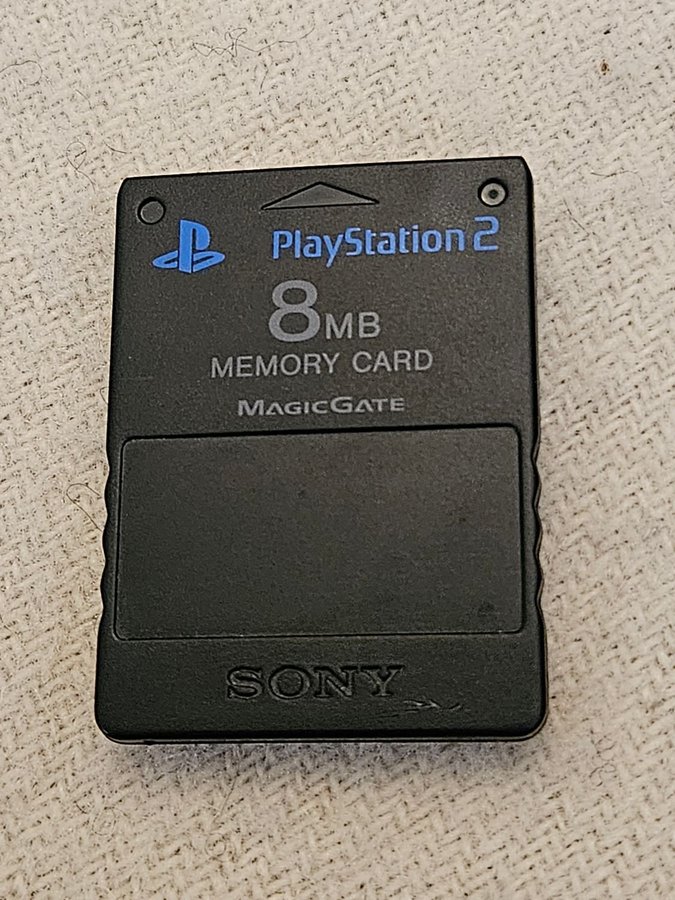 PlayStation 2
8MB
MEMORY CARD
MAGICGATE
SONY